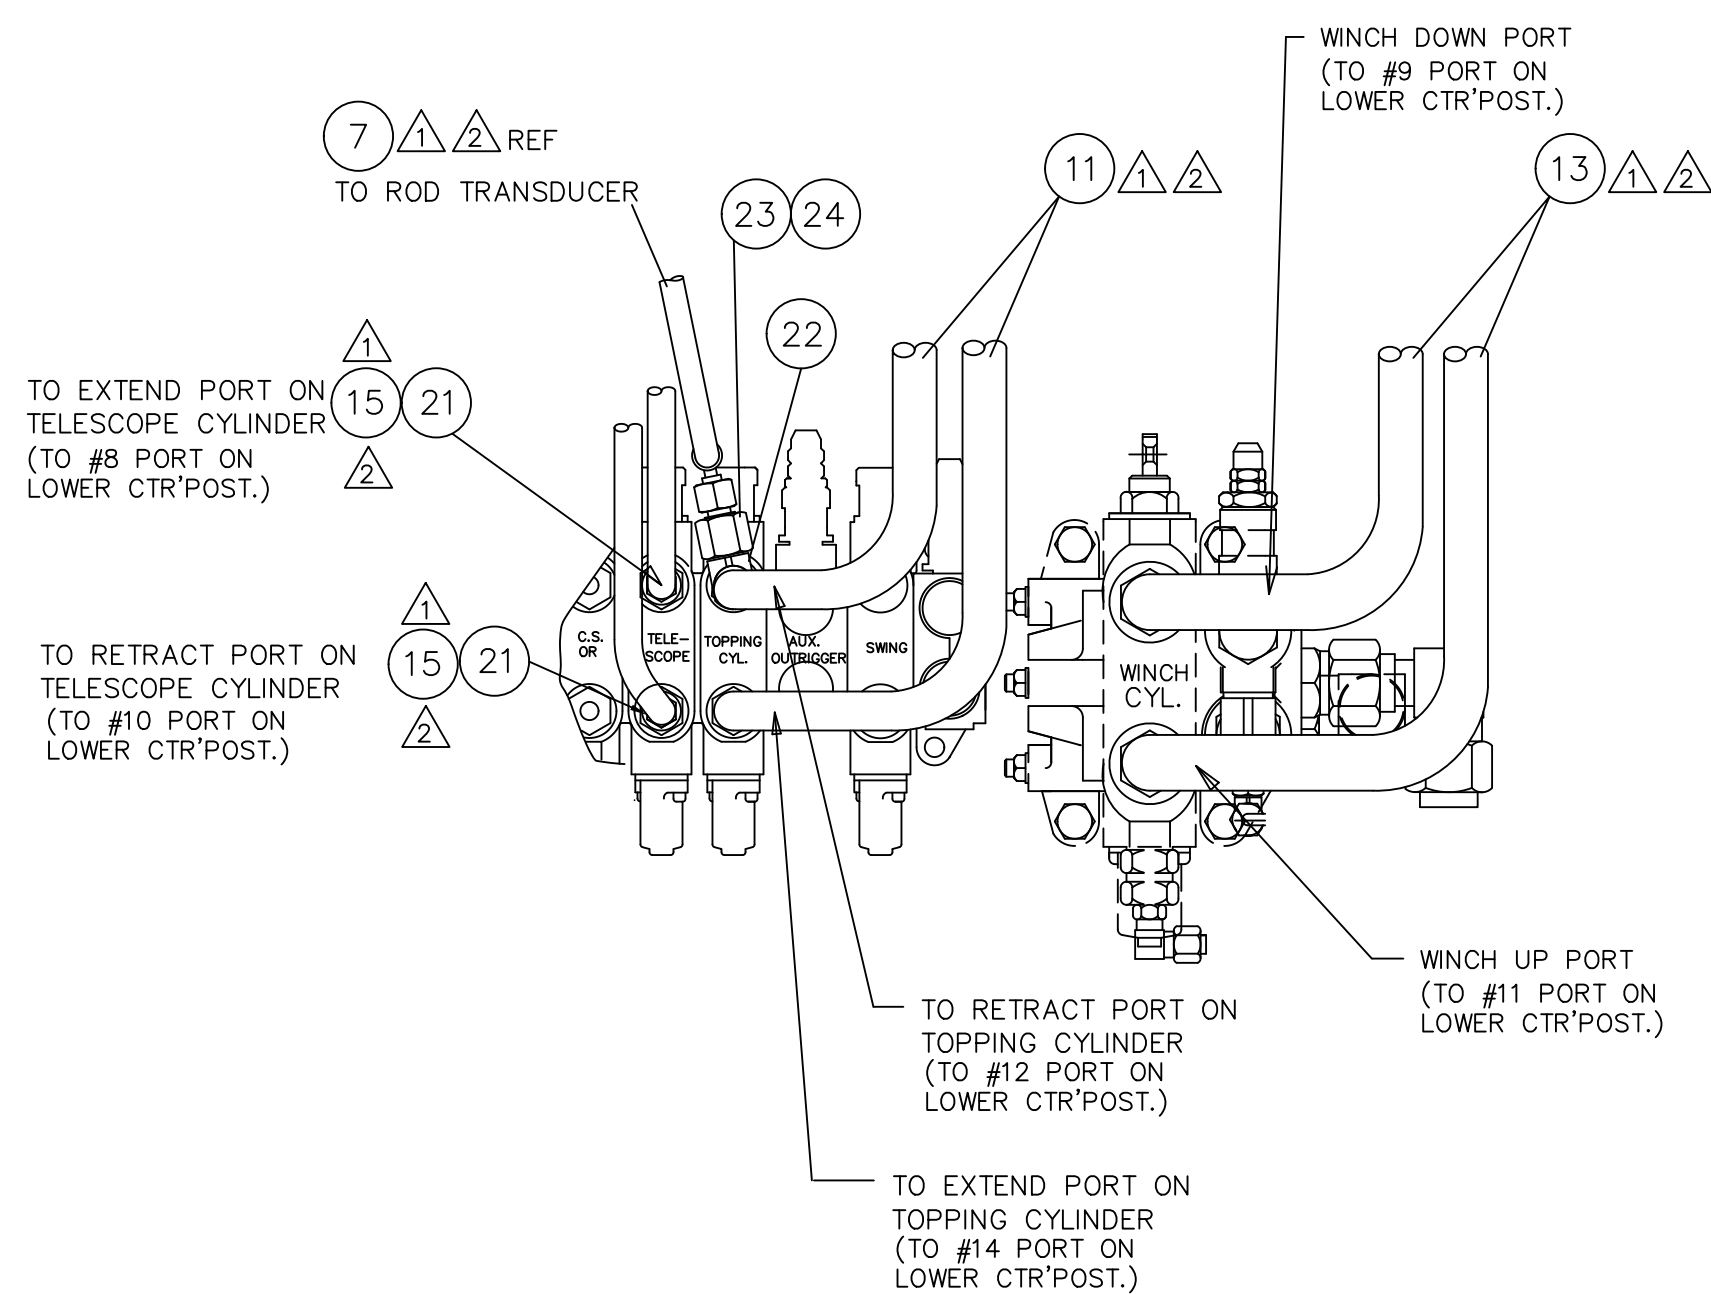 WINCH DOWN PORT
(TO #9 PORT ON
LOWER CTR'POST.)
7 1 2 REF
TO ROD TRANSDUCER
23 24
11 1 2
13 1 2
22
1
TO EXTEND PORT ON
TELESCOPE CYLINDER
(TO #8 PORT ON
LOWER CTR'POST.)
15 21
2
1
TO RETRACT PORT ON
TELESCOPE CYLINDER
(TO #10 PORT ON
LOWER CTR'POST.)
15 21
2
C.S.
OR
TELE-
SCOPE
TOPPING
CYL.
AUX.
OUTRIGGER
SWING
WINCH
CYL.
WINCH UP PORT
(TO #11 PORT ON
LOWER CTR'POST.)
TO RETRACT PORT ON
TOPPING CYLINDER
(TO #12 PORT ON
LOWER CTR'POST.)
TO EXTEND PORT ON
TOPPING CYLINDER
(TO #14 PORT ON
LOWER CTR'POST.)